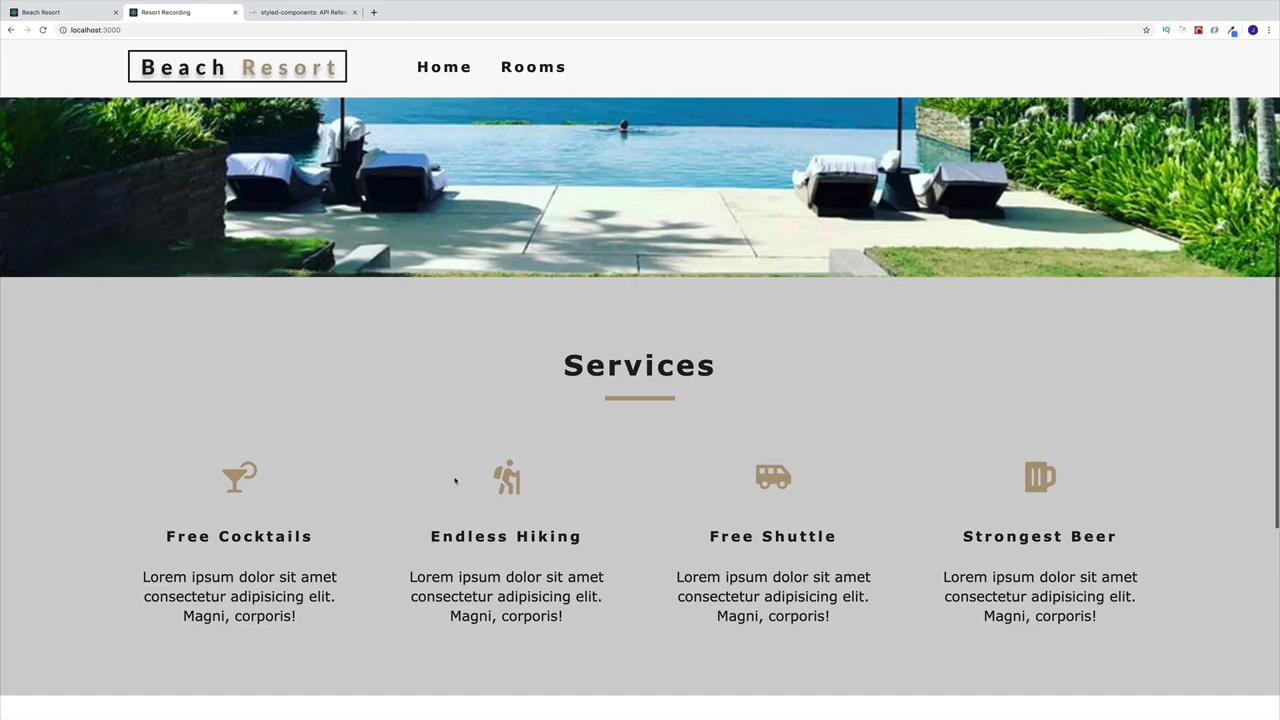 Beach Resort
Resort Recording
styled-components: API Refer
localhost:3000
IQ
J
Beach Resort
Home
Rooms
Services
Free Cocktails
Endless Hiking
Free Shuttle
Strongest Beer
Lorem ipsum dolor sit amet
consectetur adipisicing elit.
Magni, corporis!
Lorem ipsum dolor sit amet
consectetur adipisicing elit.
Magni, corporis!
Lorem ipsum dolor sit amet
consectetur adipisicing elit.
Magni, corporis!
Lorem ipsum dolor sit amet
consectetur adipisicing elit.
Magni, corporis!